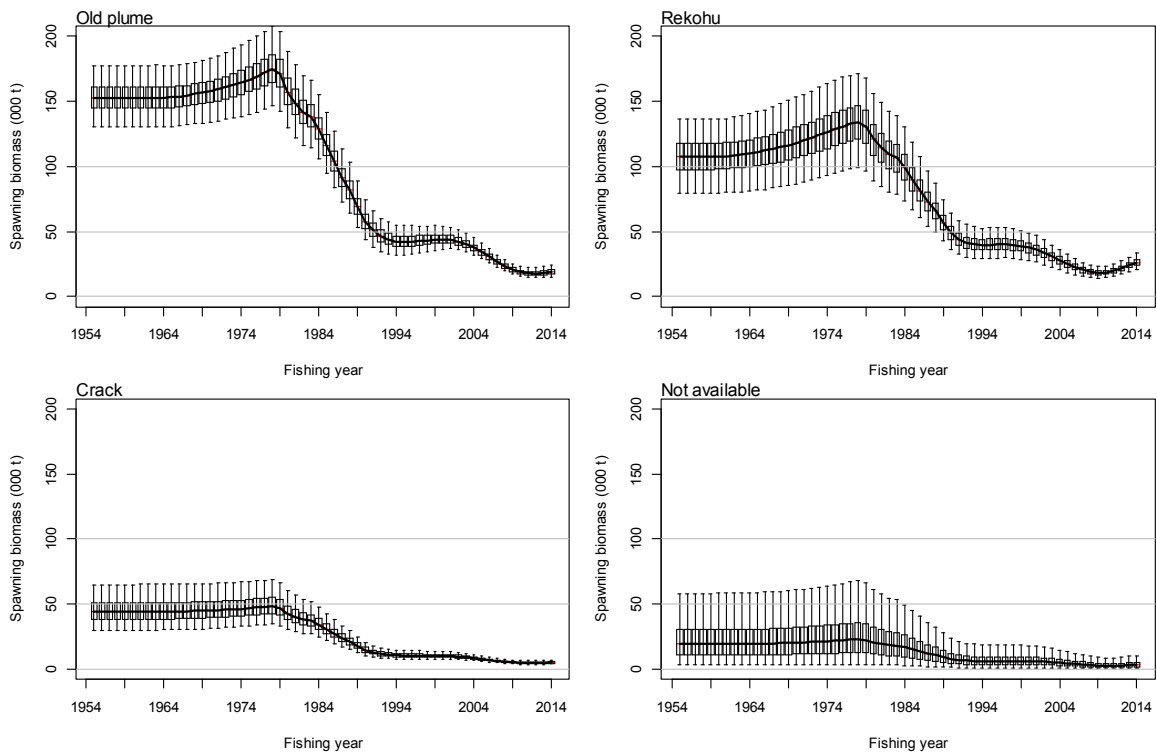 Old plume
Spawning biomass (000 t)
0 50 100 150 200
1954 1964 1974 1984 1994 2004 2014
Fishing year
Rekohu
Spawning biomass (000 t)
0 50 100 150 200
1954 1964 1974 1984 1994 2004 2014
Fishing year
Crack
Spawning biomass (000 t)
0 50 100 150 200
1954 1964 1974 1984 1994 2004 2014
Fishing year
Not available
Spawning biomass (000 t)
0 50 100 150 200
1954 1964 1974 1984 1994 2004 2014
Fishing year